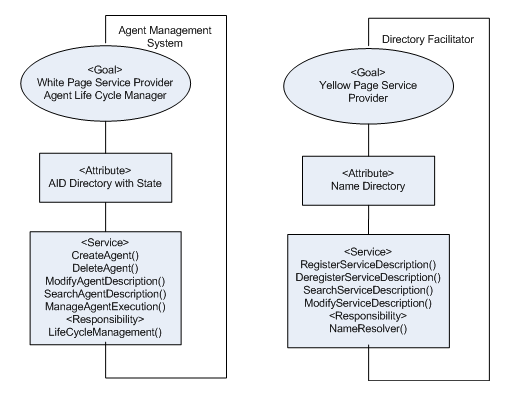 Agent Management
System
<Goal>
White Page Service Provider
Agent Life Cycle Manager
<Attribute>
AID Directory with State
<Service>
CreateAgent()
DeleteAgent()
ModifyAgentDescription()
SearchAgentDescription()
ManageAgentExecution()
<Responsibility>
LifeCycleManagement()
Directory Facilitator
<Goal>
Yellow Page Service
Provider
<Attribute>
Name Directory
<Service>
RegisterServiceDescription()
DeregisterServiceDescription()
SearchServiceDescription()
ModifyServiceDescription()
<Responsibility>
NameResolver()